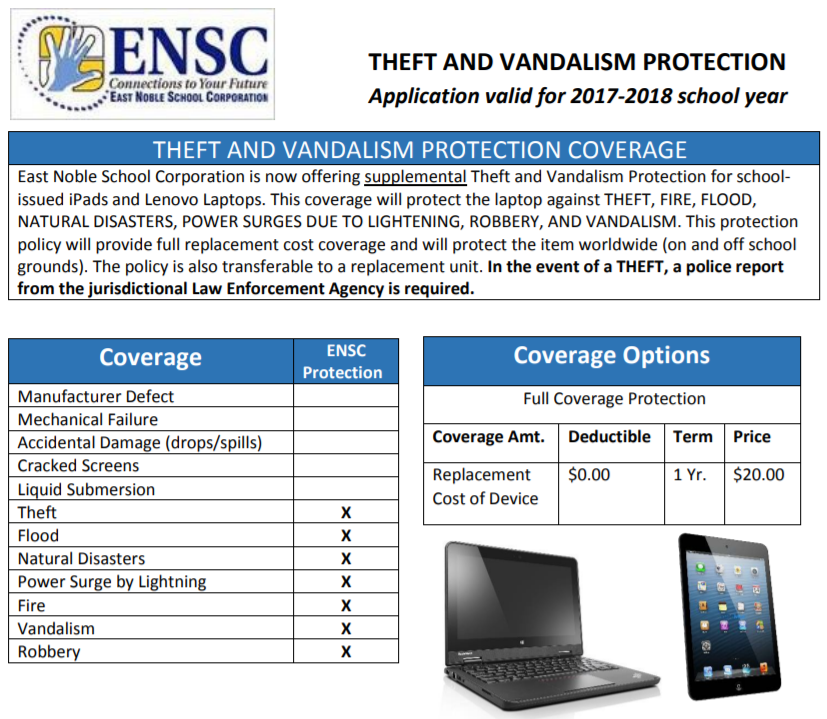 ENSC
Connections to Your Future
EAST NOBLE SCHOOL CORPORATION
THEFT AND VANDALISM PROTECTION
Application valid for 2017-2018 school year
THEFT AND VANDALISM PROTECTION COVERAGE
East Noble School Corporation is now offering supplemental Theft and Vandalism Protection for school-
issued iPads and Lenovo Laptops. This coverage will protect the laptop against THEFT, FIRE, FLOOD,
NATURAL DISASTERS, POWER SURGES DUE TO LIGHTENING, ROBBERY, AND VANDALISM. This protection
policy will provide full replacement cost coverage and will protect the item worldwide (on and off school
grounds). The policy is also transferable to a replacement unit. In the event of a THEFT, a police report
from the jurisdictional Law Enforcement Agency is required.
Coverage ENSC Protection
Manufacturer Defect
Mechanical Failure
Accidental Damage (drops/spills)
Cracked Screens
Liquid Submersion
Theft X
Flood X
Natural Disasters X
Power Surge by Lightning X
Fire X
Vandalism X
Robbery X
Coverage Options
Full Coverage Protection
Coverage Amt. Deductible Term Price
Replacement $0.00 1 Yr. $20.00
Cost of Device